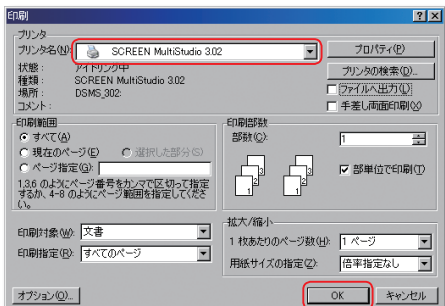 印刷
プリンタ
プリンタ名(N): SCREEN MultiStudio 3.02 プロパティ(P)
状態: アイドリング中 プリンタの検索(D)...
種類: SCREEN MultiStudio 3.02
場所: DSMS_302: ファイルへ出力(L)
コメント: 手差し両面印刷(X)
印刷範囲 印刷部数
すべて(A) 部数(C): 1
現在のページ(E) 選択した部分(S)
ページ指定(G): 部単位で印刷(T)
1,3,6 のようにページ番号をカンマで区切って指定
するか、4-8 のようにページ範囲を指定してくださ
い。
1 1 2 2 3 3
拡大/縮小
印刷対象(W): 文書 1 枚あたりのページ数(H): 1 ページ
印刷指定(R): すべてのページ 用紙サイズの指定(Z): 倍率指定なし
オプション(O)... OK キャンセル